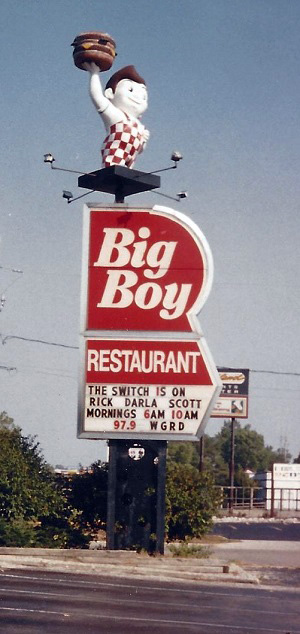 Big
Boy
RESTAURANT
THE SWITCH IS ON
RICK DARLA SCOTT
MORNINGS 6AM 10AM
97.9 WGRD